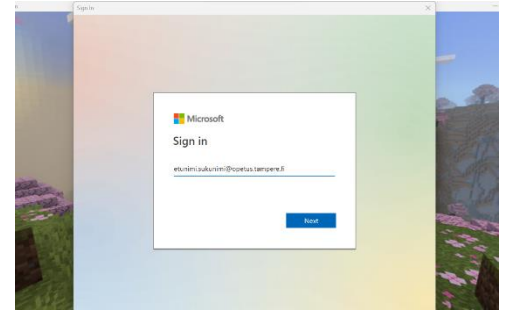 Sign in
Microsoft
Sign in
etunimi.sukunimi@opetus.tampere.fi
Next